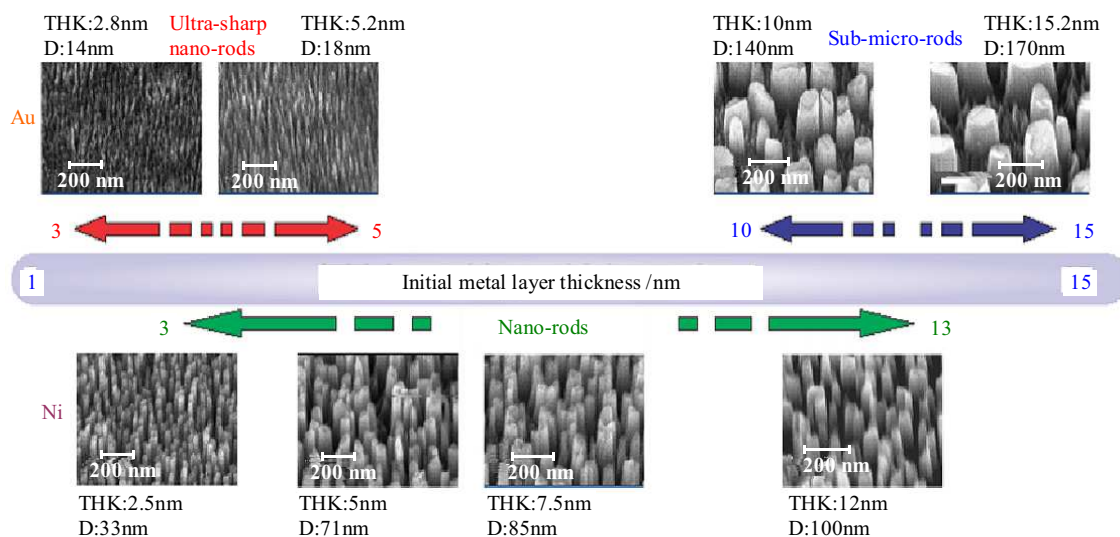 THK:2.8nm
D:14nm
Ultra-sharp
nano-rods
THK:5.2nm
D:18nm
THK:10nm
D:140nm
Sub-micro-rods
THK:15.2nm
D:170nm
Au
200 nm
200 nm
200 nm
200 nm
3
5
10
15
1
Initial metal layer thickness /nm
15
3
Nano-rods
13
Ni
200 nm
200 nm
200 nm
200 nm
THK:2.5nm
D:33nm
THK:5nm
D:71nm
THK:7.5nm
D:85nm
THK:12nm
D:100nm